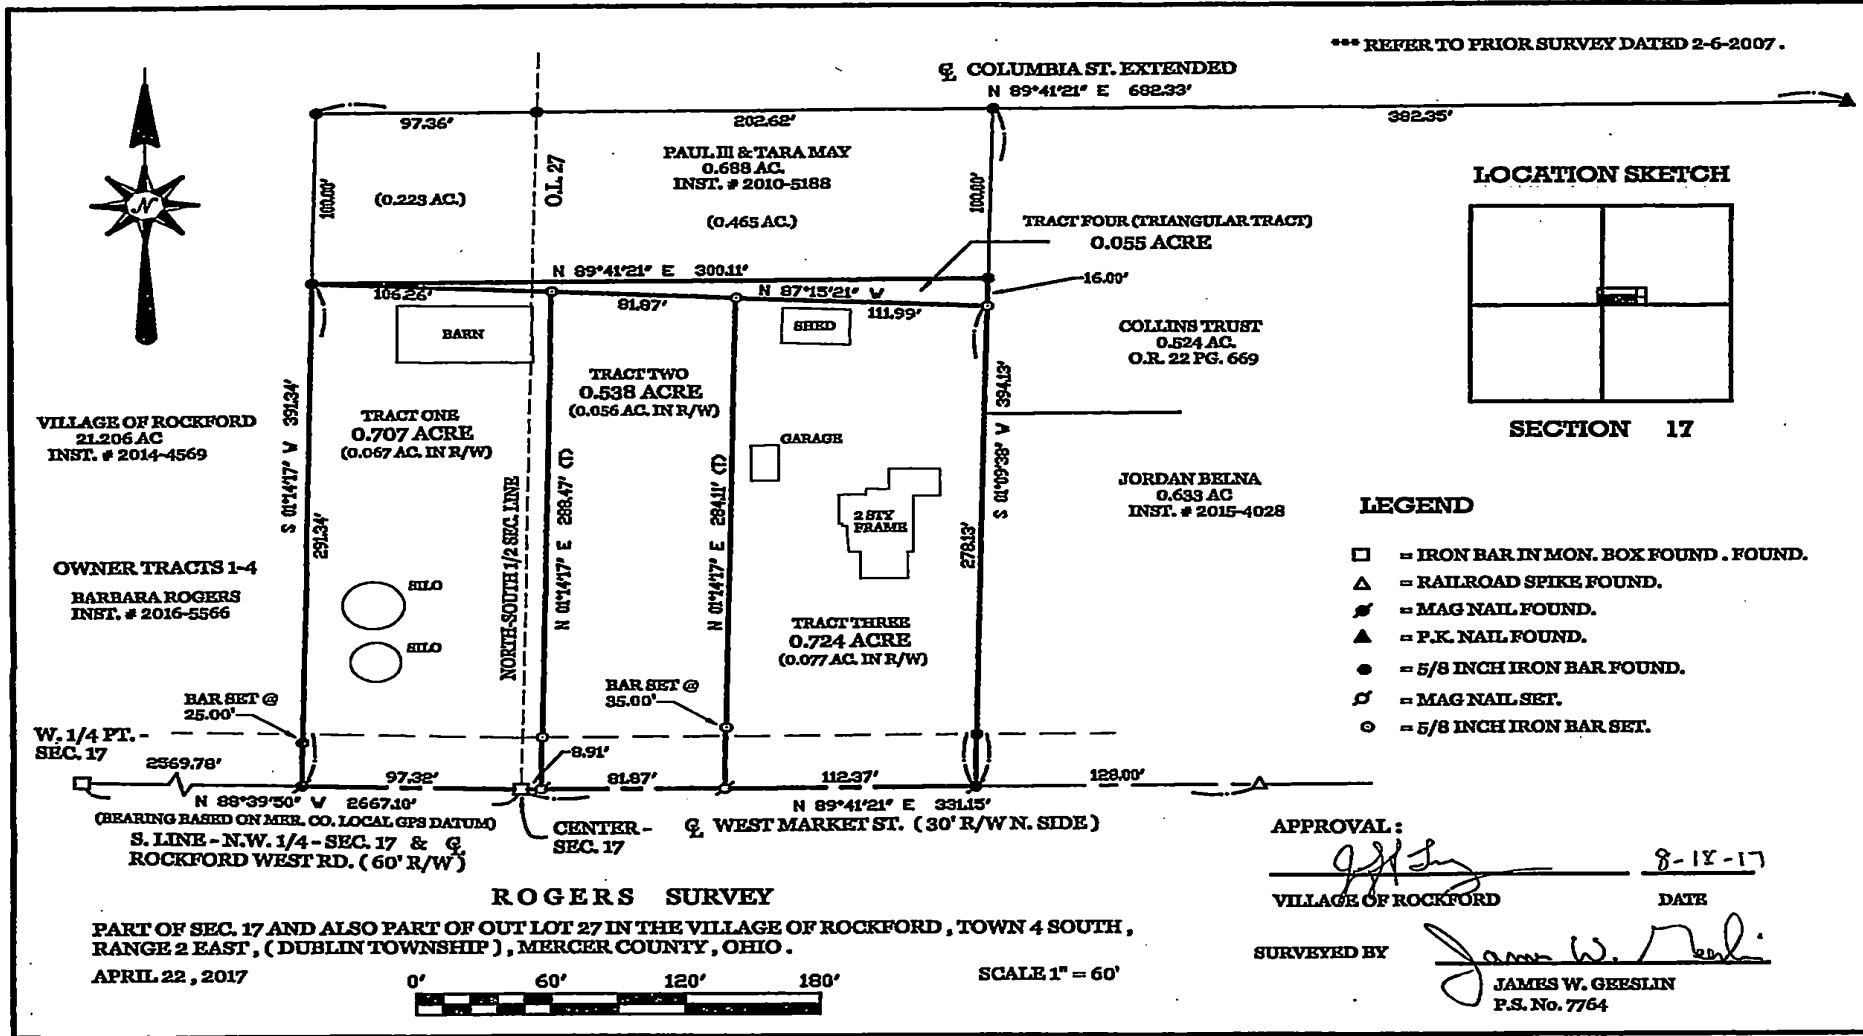 *** REFER TO PRIOR SURVEY DATED 2-6-2007.
℄ COLUMBIA ST. EXTENDED
N 89°41'21" E 682.33'
97.36'
202.62'
382.35'
O.L. 27
PAUL III & TARA MAY
0.688 AC.
INST. # 2010-5188
(0.223 AC.)
(0.465 AC.)
100.00'
100.00'
N
TRACT FOUR (TRIANGULAR TRACT)
0.055 ACRE
LOCATION SKETCH
SECTION 17
N 89°41'21" E 300.11'
16.00'
106.26'
81.87'
N 87°15'21" W
111.99'
BARN
SHED
COLLINS TRUST
0.524 AC.
O.R. 22 PG. 669
TRACT TWO
0.538 ACRE
(0.056 AC. IN R/W)
TRACT ONE
0.707 ACRE
(0.067 AC. IN R/W)
VILLAGE OF ROCKFORD
21.206 AC
INST. # 2014-4569
S 01°14'17" W 391.34'
291.34'
NORTH-SOUTH 1/2 SEC. LINE
N 01°14'17" E 288.47' (T)
N 01°14'17" E 284.11' (T)
S 01°09'38" W 394.13'
278.13'
GARAGE
2 STY
FRAME
JORDAN BELNA
0.633 AC
INST. # 2015-4028
OWNER TRACTS 1-4
BARBARA ROGERS
INST. # 2016-5566
SILO
SILO
TRACT THREE
0.724 ACRE
(0.077 AC. IN R/W)
LEGEND
= IRON BAR IN MON. BOX FOUND . FOUND.
= RAILROAD SPIKE FOUND.
= MAG NAIL FOUND.
= P.K. NAIL FOUND.
= 5/8 INCH IRON BAR FOUND.
= MAG NAIL SET.
= 5/8 INCH IRON BAR SET.
BAR SET @
25.00'
BAR SET @
35.00'
W. 1/4 PT. -
SEC. 17
2569.78'
97.32'
8.91'
81.87'
112.37'
128.00'
N 88°39'50" W 2667.10'
(BEARING BASED ON MER. CO. LOCAL GPS DATUM)
S. LINE - N.W. 1/4 - SEC. 17 & ℄
ROCKFORD WEST RD. ( 60' R/W )
CENTER -
SEC. 17
N 89°41'21" E 331.15'
℄ WEST MARKET ST. ( 30' R/W N. SIDE )
ROGERS SURVEY
PART OF SEC. 17 AND ALSO PART OF OUT LOT 27 IN THE VILLAGE OF ROCKFORD , TOWN 4 SOUTH ,
RANGE 2 EAST , ( DUBLIN TOWNSHIP ) , MERCER COUNTY , OHIO .
APRIL 22 , 2017
0' 60' 120' 180'
SCALE 1" = 60'
APPROVAL :
8-18-17
VILLAGE OF ROCKFORD
DATE
SURVEYED BY
James W. Geeslin
JAMES W. GEESLIN
P.S. No. 7764